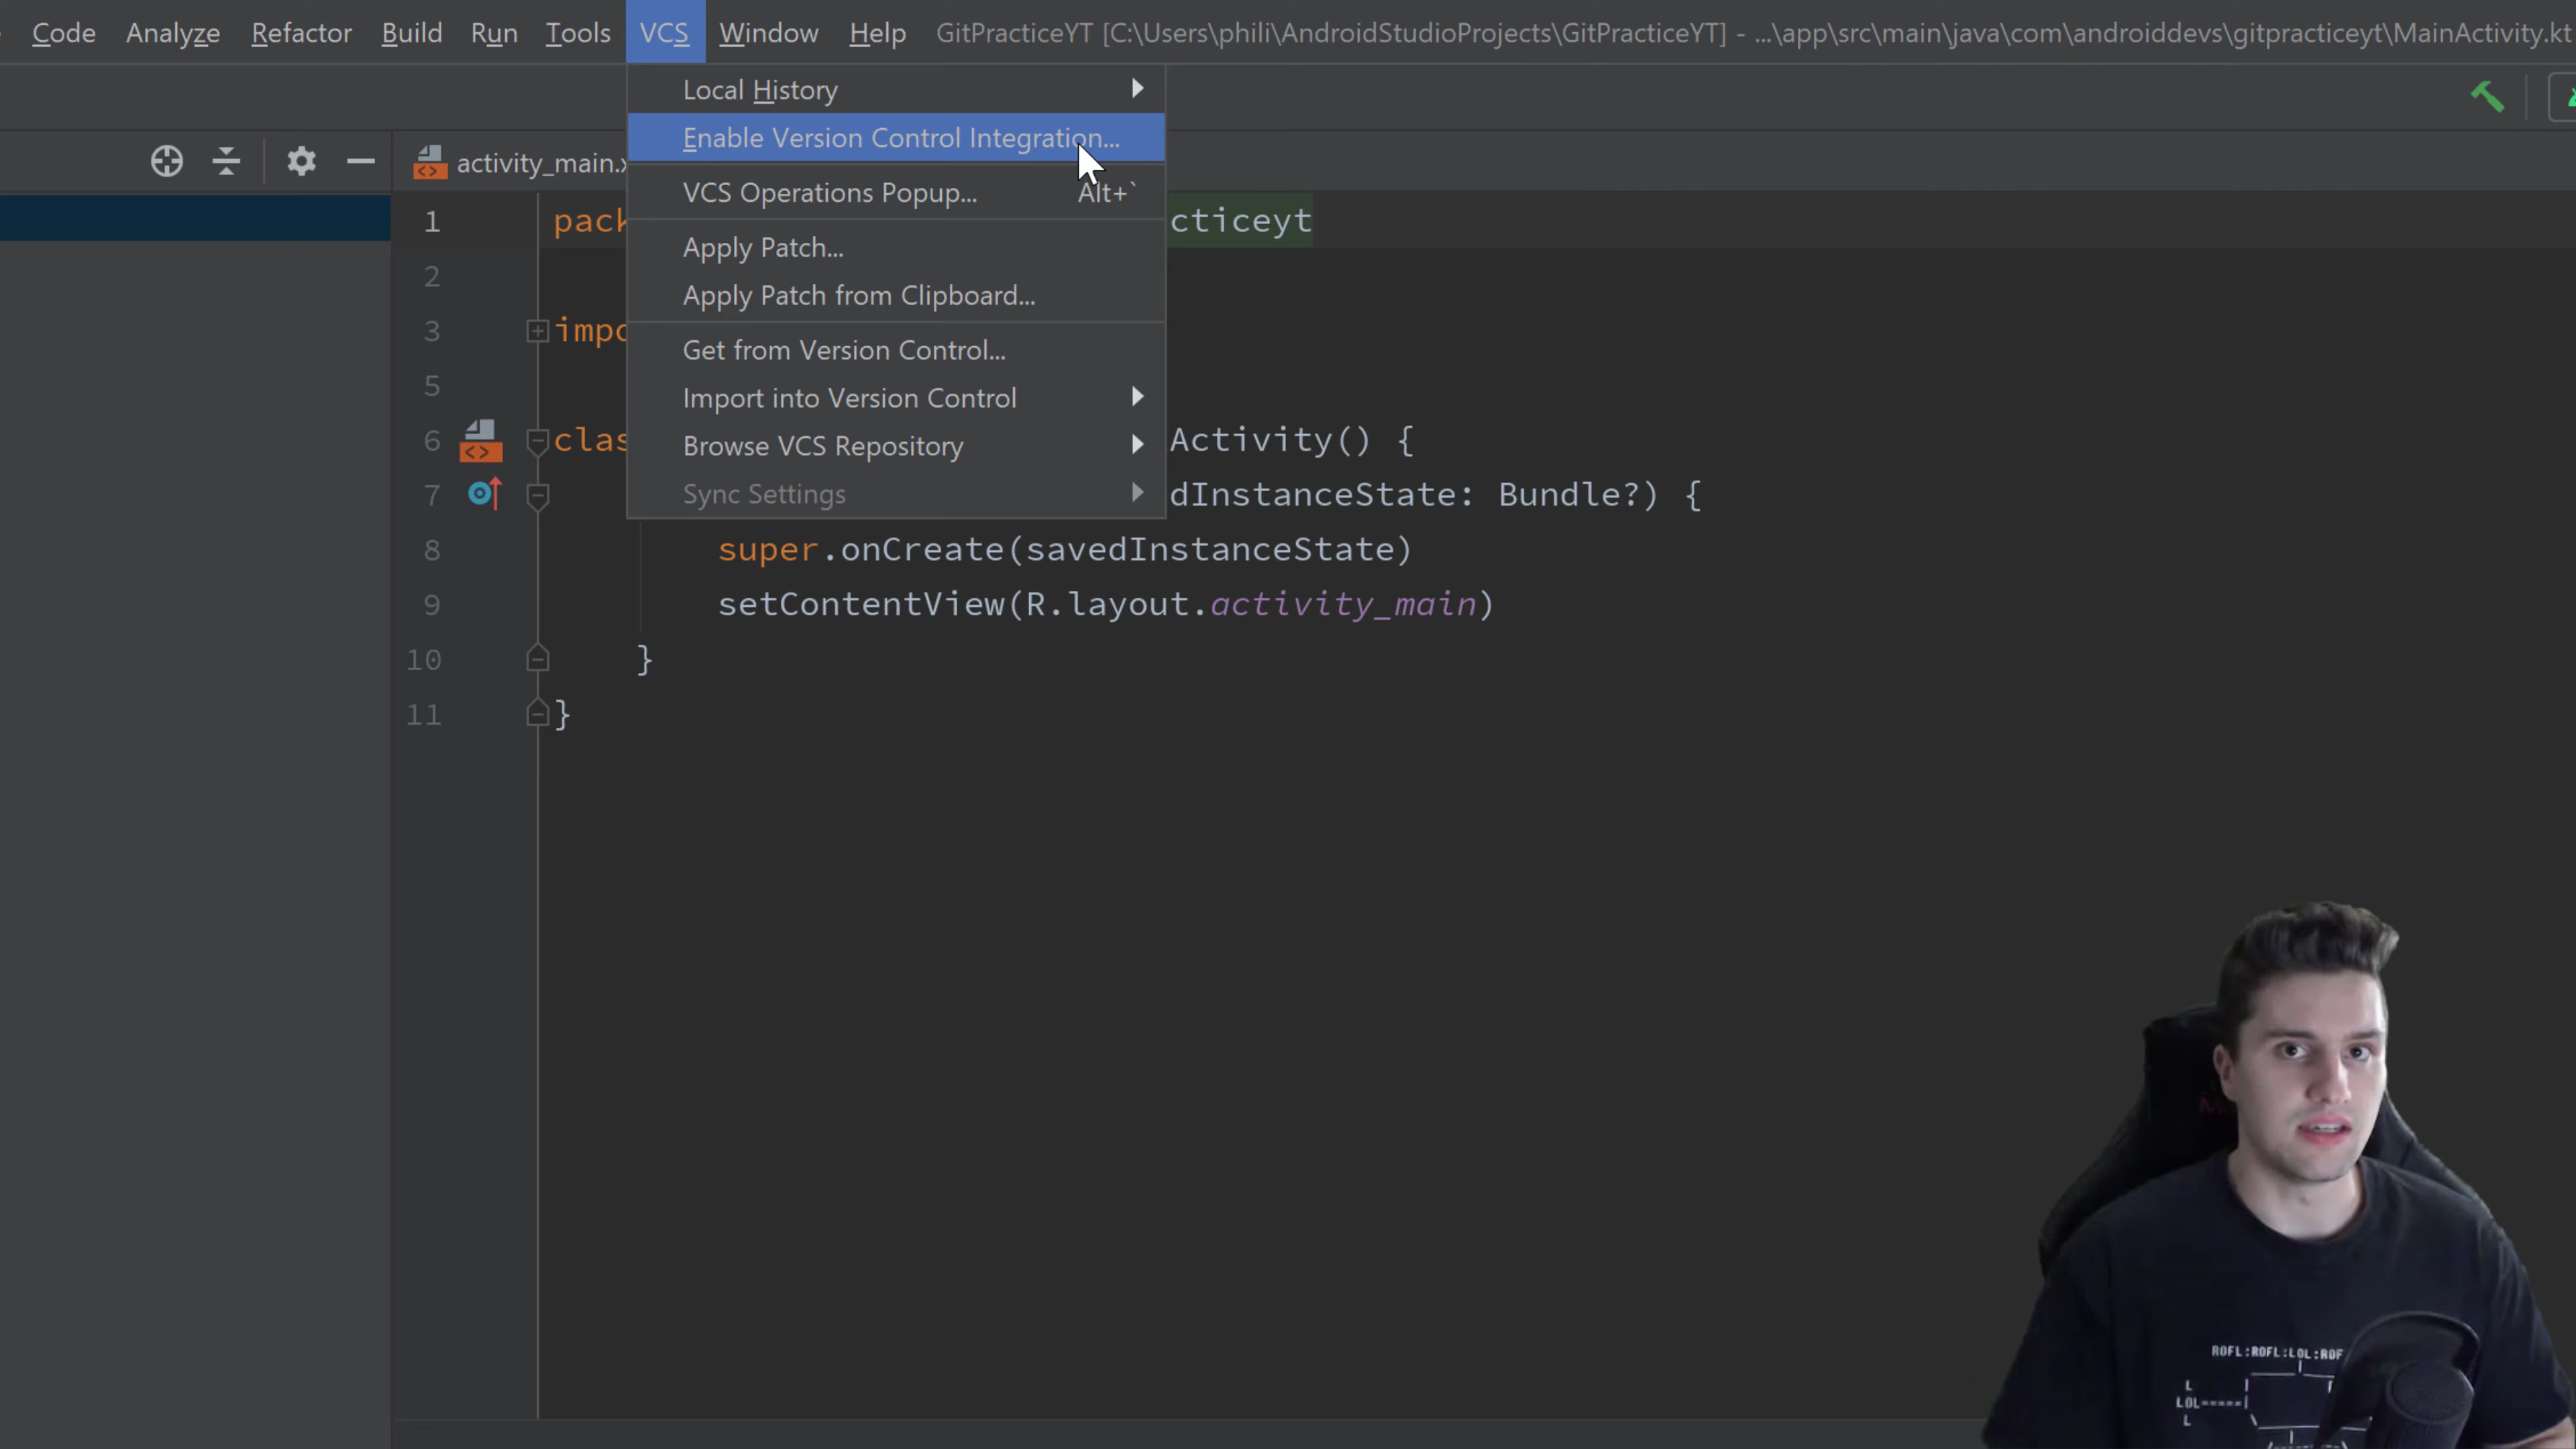 Code Analyze Refactor Build Run Tools VCS Window Help GitPracticeYT [C:\Users\phili\AndroidStudioProjects\GitPracticeYT] - ...\app\src\main\java\com\androiddevs\gitpracticeyt\MainActivity.kt
Local History
Enable Version Control Integration...
VCS Operations Popup... Alt+`
Apply Patch...
Apply Patch from Clipboard...
Get from Version Control...
Import into Version Control
Browse VCS Repository
Sync Settings
activity_main.x
1 pack cticeyt
2
3 impo
5
6 clas Activity() {
7 dInstanceState: Bundle?) {
8 super.onCreate(savedInstanceState)
9 setContentView(R.layout.activity_main)
10 }
11 }
ROFL:ROFL:LOL:ROF
L
LOL=====
L